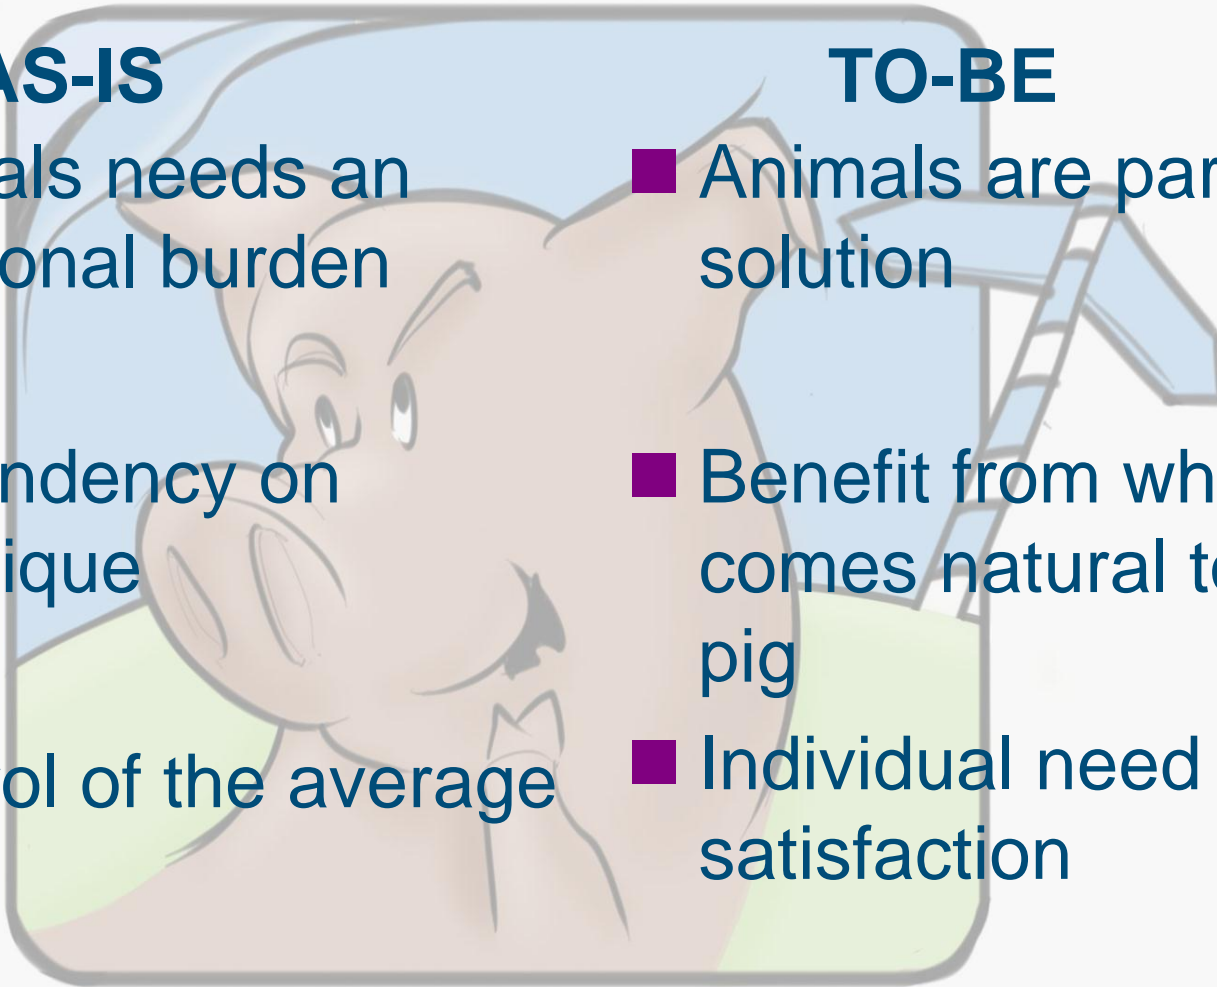 AS-IS
als needs an
onal burden
ndency on
ique
ol of the average
TO-BE
Animals are par
solution
Benefit from wh
comes natural to
pig
Individual need
satisfaction